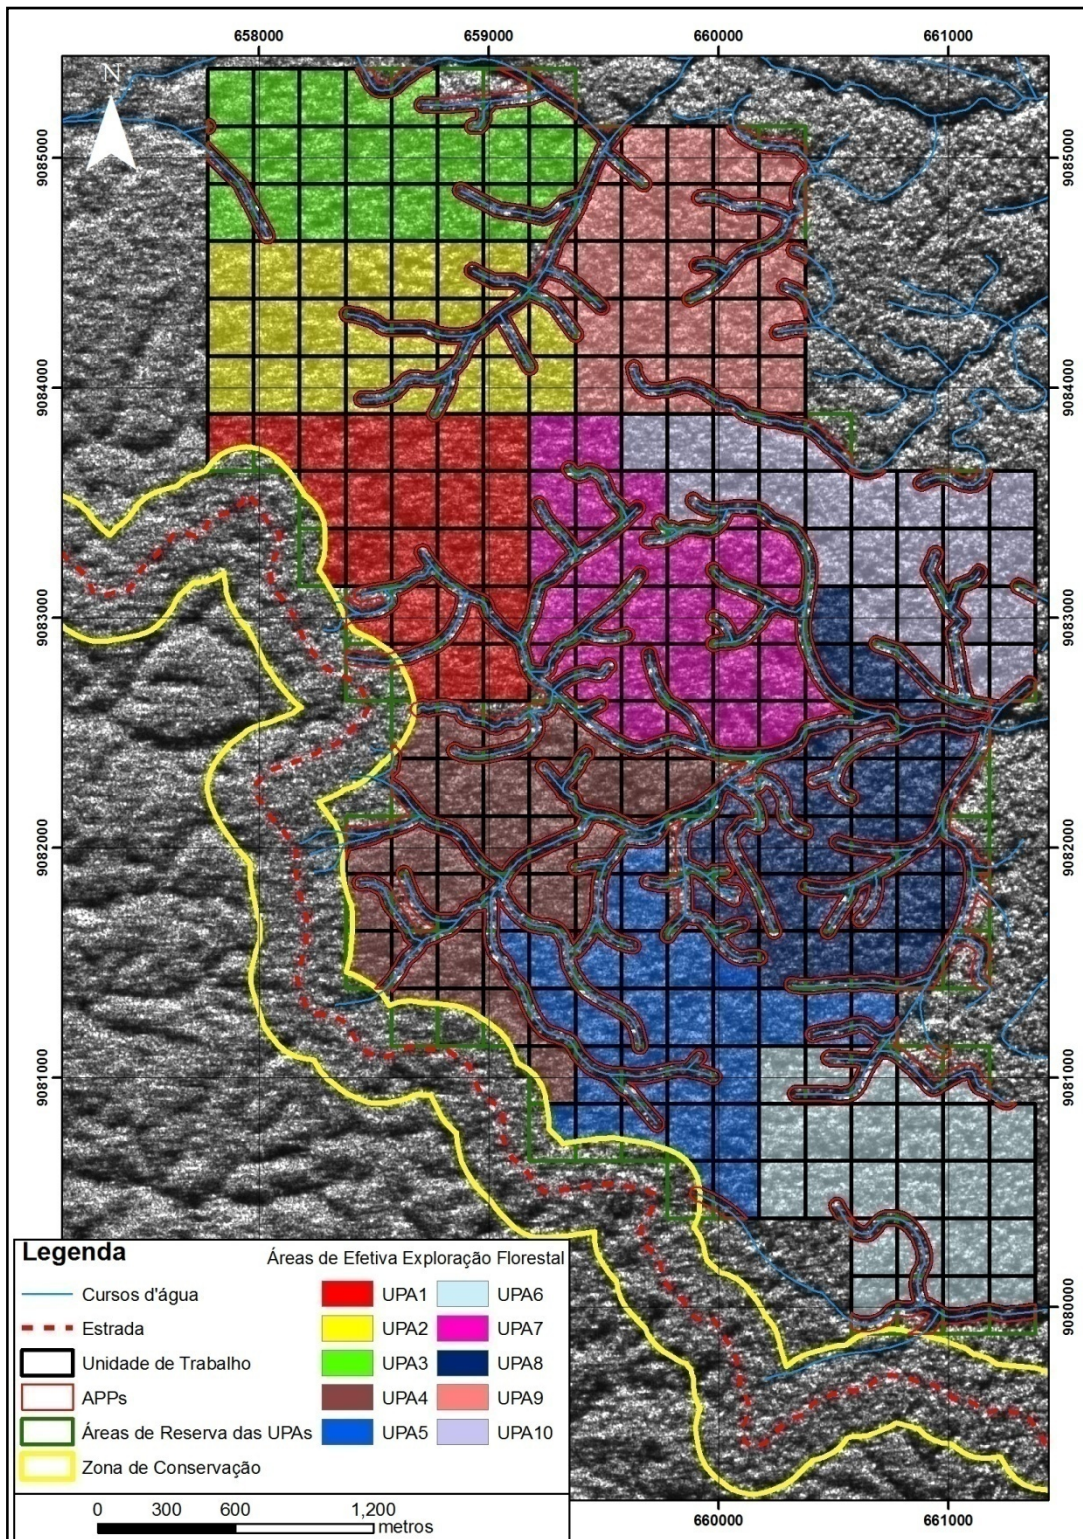 658000 659000 660000 661000
N
9085000 9085000
9084000 9084000
9083000 9083000
9082000 9082000
9081000 9081000
9080000
Legenda
Cursos d'água
Estrada
Unidade de Trabalho
APPs
Áreas de Reserva das UPAs
Zona de Conservação
Áreas de Efetiva Exploração Florestal
UPA1 UPA6
UPA2 UPA7
UPA3 UPA8
UPA4 UPA9
UPA5 UPA10
0 300 600 1,200
metros
660000 661000